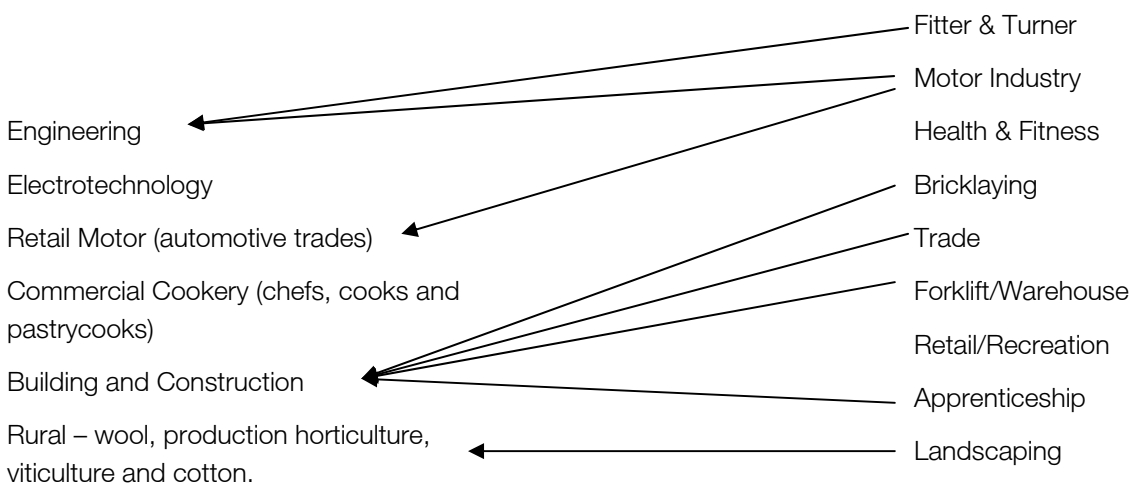 Engineering
Electrotechnology
Retail Motor (automotive trades)
Commercial Cookery (chefs, cooks and
pastrycooks)
Building and Construction
Rural – wool, production horticulture,
viticulture and cotton.
Fitter & Turner
Motor Industry
Health & Fitness
Bricklaying
Trade
Forklift/Warehouse
Retail/Recreation
Apprenticeship
Landscaping